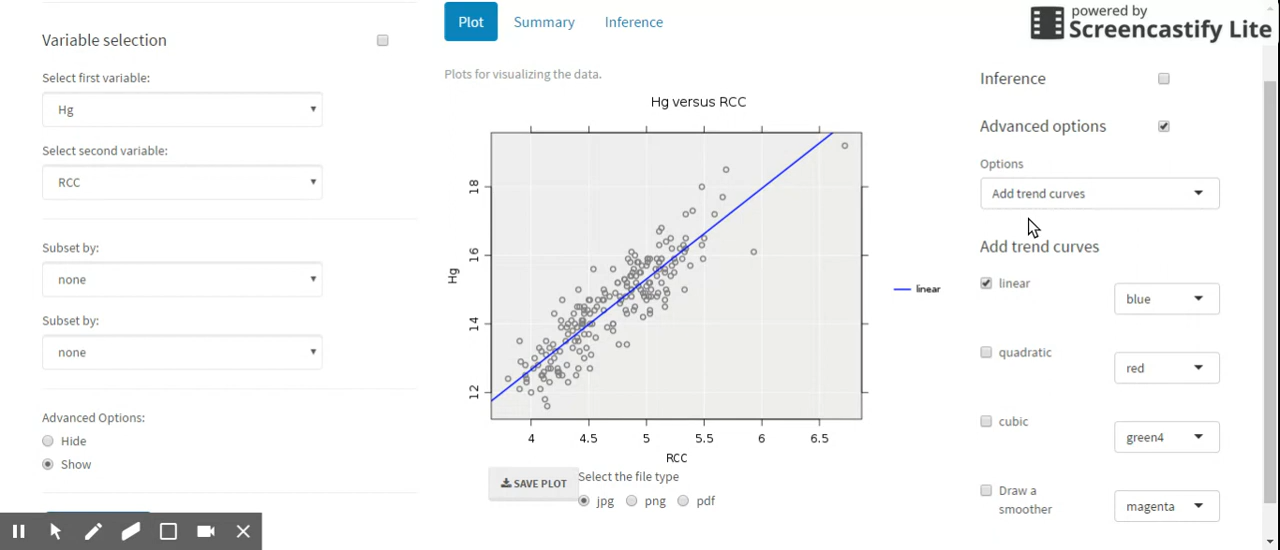 Plot
Summary
Inference
powered by
Screencastify Lite
Variable selection
Select first variable:
Hg
Select second variable:
RCC
Subset by:
none
Subset by:
none
Advanced Options:
Hide
Show
Plots for visualizing the data.
Hg versus RCC
18
16
14
12
Hg
4 4.5 5 5.5 6 6.5
RCC
linear
SAVE PLOT
Select the file type
jpg png pdf
Inference
Advanced options
Options
Add trend curves
Add trend curves
linear
blue
quadratic
red
cubic
green4
Draw a
smoother
magenta